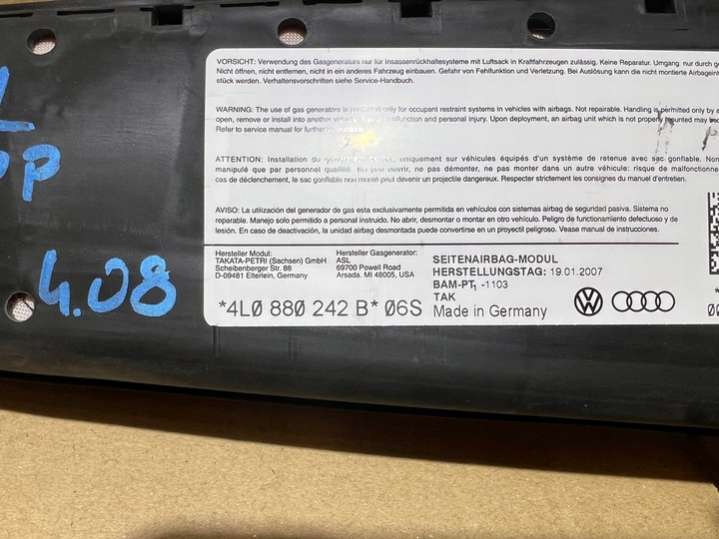 VORSICHT: Verwendung des Gasgenerators nur für Insassenrückhaltesysteme mit Luftsack in Kraftfahrzeugen zulässig. Keine Reparatur. Umgang nur durch
Nicht öffnen, nicht entfernen, nicht in ein anderes Fahrzeug einbauen. Gefahr von Fehlfunktion und Verletzung. Bei Auslösung kann die nicht montierte
stück werden. Verhaltensvorschriften siehe Service-Handbuch.
WARNING: The use of gas generators is only for occupant restraint systems in vehicles with airbags. Not repairable. Handling is permitted only by
open, remove or install into another and personal injury. Upon deployment, an airbag unit which is not properly mounted may
Refer to service manual for further
ATTENTION: Installation du uniquement sur véhicules équipés d'un système de retenue avec sac gonflable. Non
manipulé que par personnel qualifié. Ne pas ouvrir, ne pas démonter, ne pas monter dans un autre véhicule: risque de
cas de déclenchement, le sac gonflable non monté peut devenir un projectile dangereux. Respecter strictement les consignes du manuel d'entretien.
AVISO: La utilización del generador de gas esta exclusivamente permitida en vehículos con sistemas airbag de seguridad pasiva. Sistema no
reparable. Manejo solo permitido a personal instruido. No abrir, desmontar o montar en otro vehículo. Peligro de funcionamiento defectuoso y de
lesión. En caso de deactivación, la unidad airbag desmontada puede convertirse en un proyectil peligroso. Vease manual de instrucciones.
Hersteller Modul:
TAKATA-PETRI (Sachsen) GmbH
Scheibenberger Str. 88
D-09481 Elterlein, Germany
Hersteller Gasgenerator:
ASL
69700 Powell Road
Armada. MI 48005, USA
SEITENAIRBAG-MODUL
HERSTELLUNGSTAG: 19.01.2007
BAM-PT₁ -1103
TAK
Made in Germany
*4L0 880 242 B* 06S
4.08